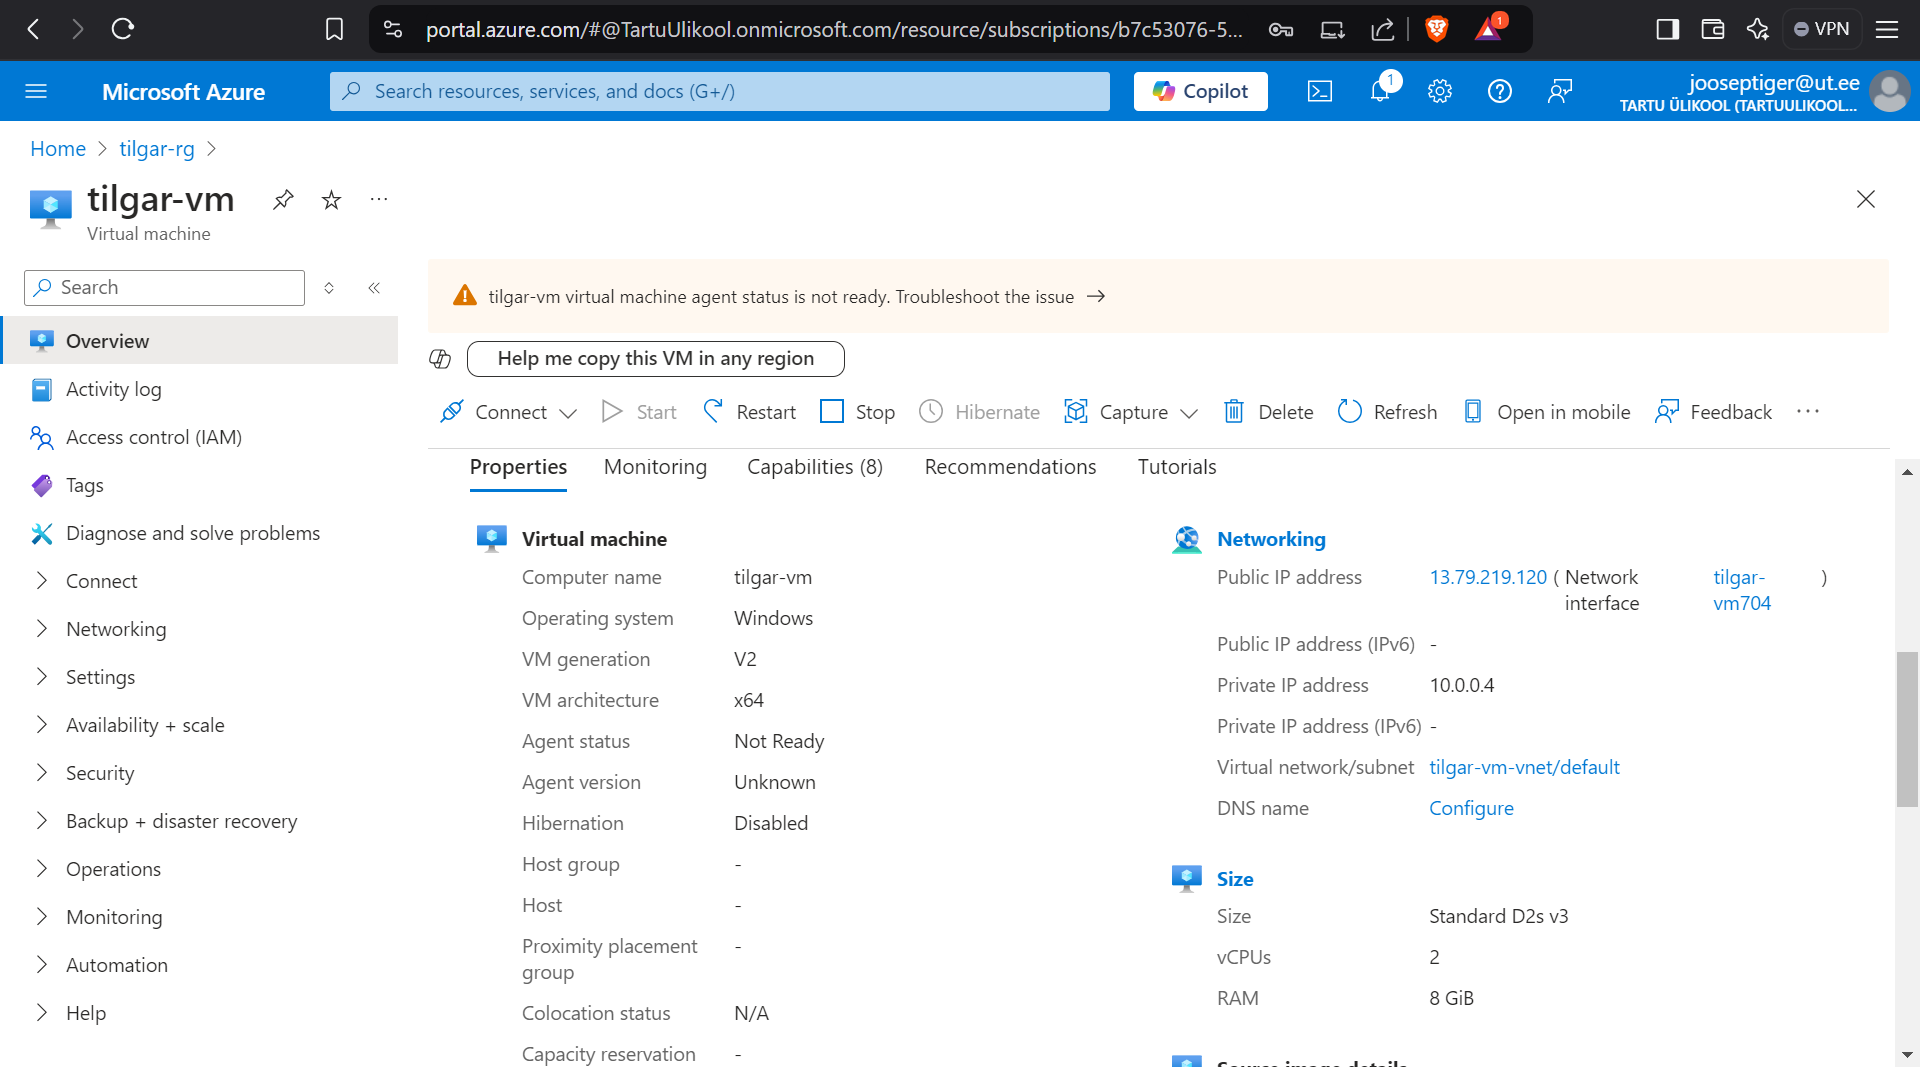 portal.azure.com/#@TartuUlikool.onmicrosoft.com/resource/subscriptions/b7c53076-5...
1
VPN
Microsoft Azure
Search resources, services, and docs (G+/)
Copilot
1
jooseptiger@ut.ee
TARTU ÜLIKOOL (TARTUULIKOOL...
Home > tilgar-rg >
tilgar-vm
Virtual machine
Search
Overview
Activity log
Access control (IAM)
Tags
Diagnose and solve problems
Connect
Networking
Settings
Availability + scale
Security
Backup + disaster recovery
Operations
Monitoring
Automation
Help
tilgar-vm virtual machine agent status is not ready. Troubleshoot the issue →
Help me copy this VM in any region
Connect Start Restart Stop Hibernate Capture Delete Refresh Open in mobile Feedback ...
Properties Monitoring Capabilities (8) Recommendations Tutorials
Virtual machine
Computer name tilgar-vm
Operating system Windows
VM generation V2
VM architecture x64
Agent status Not Ready
Agent version Unknown
Hibernation Disabled
Host group -
Host -
Proximity placement group -
Colocation status N/A
Capacity reservation -
Networking
Public IP address 13.79.219.120 ( Network interface tilgar-vm704 )
Public IP address (IPv6) -
Private IP address 10.0.0.4
Private IP address (IPv6) -
Virtual network/subnet tilgar-vm-vnet/default
DNS name Configure
Size
Size Standard D2s v3
vCPUs 2
RAM 8 GiB
Source image details